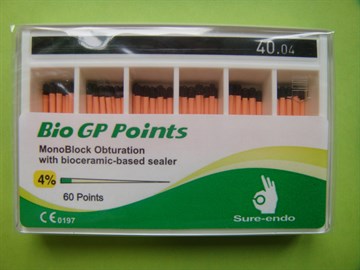 40.04
Bio GP Points
MonoBlock Obturation
with bioceramic-based sealer
4%
60 Points
CE 0197
Sure-endo